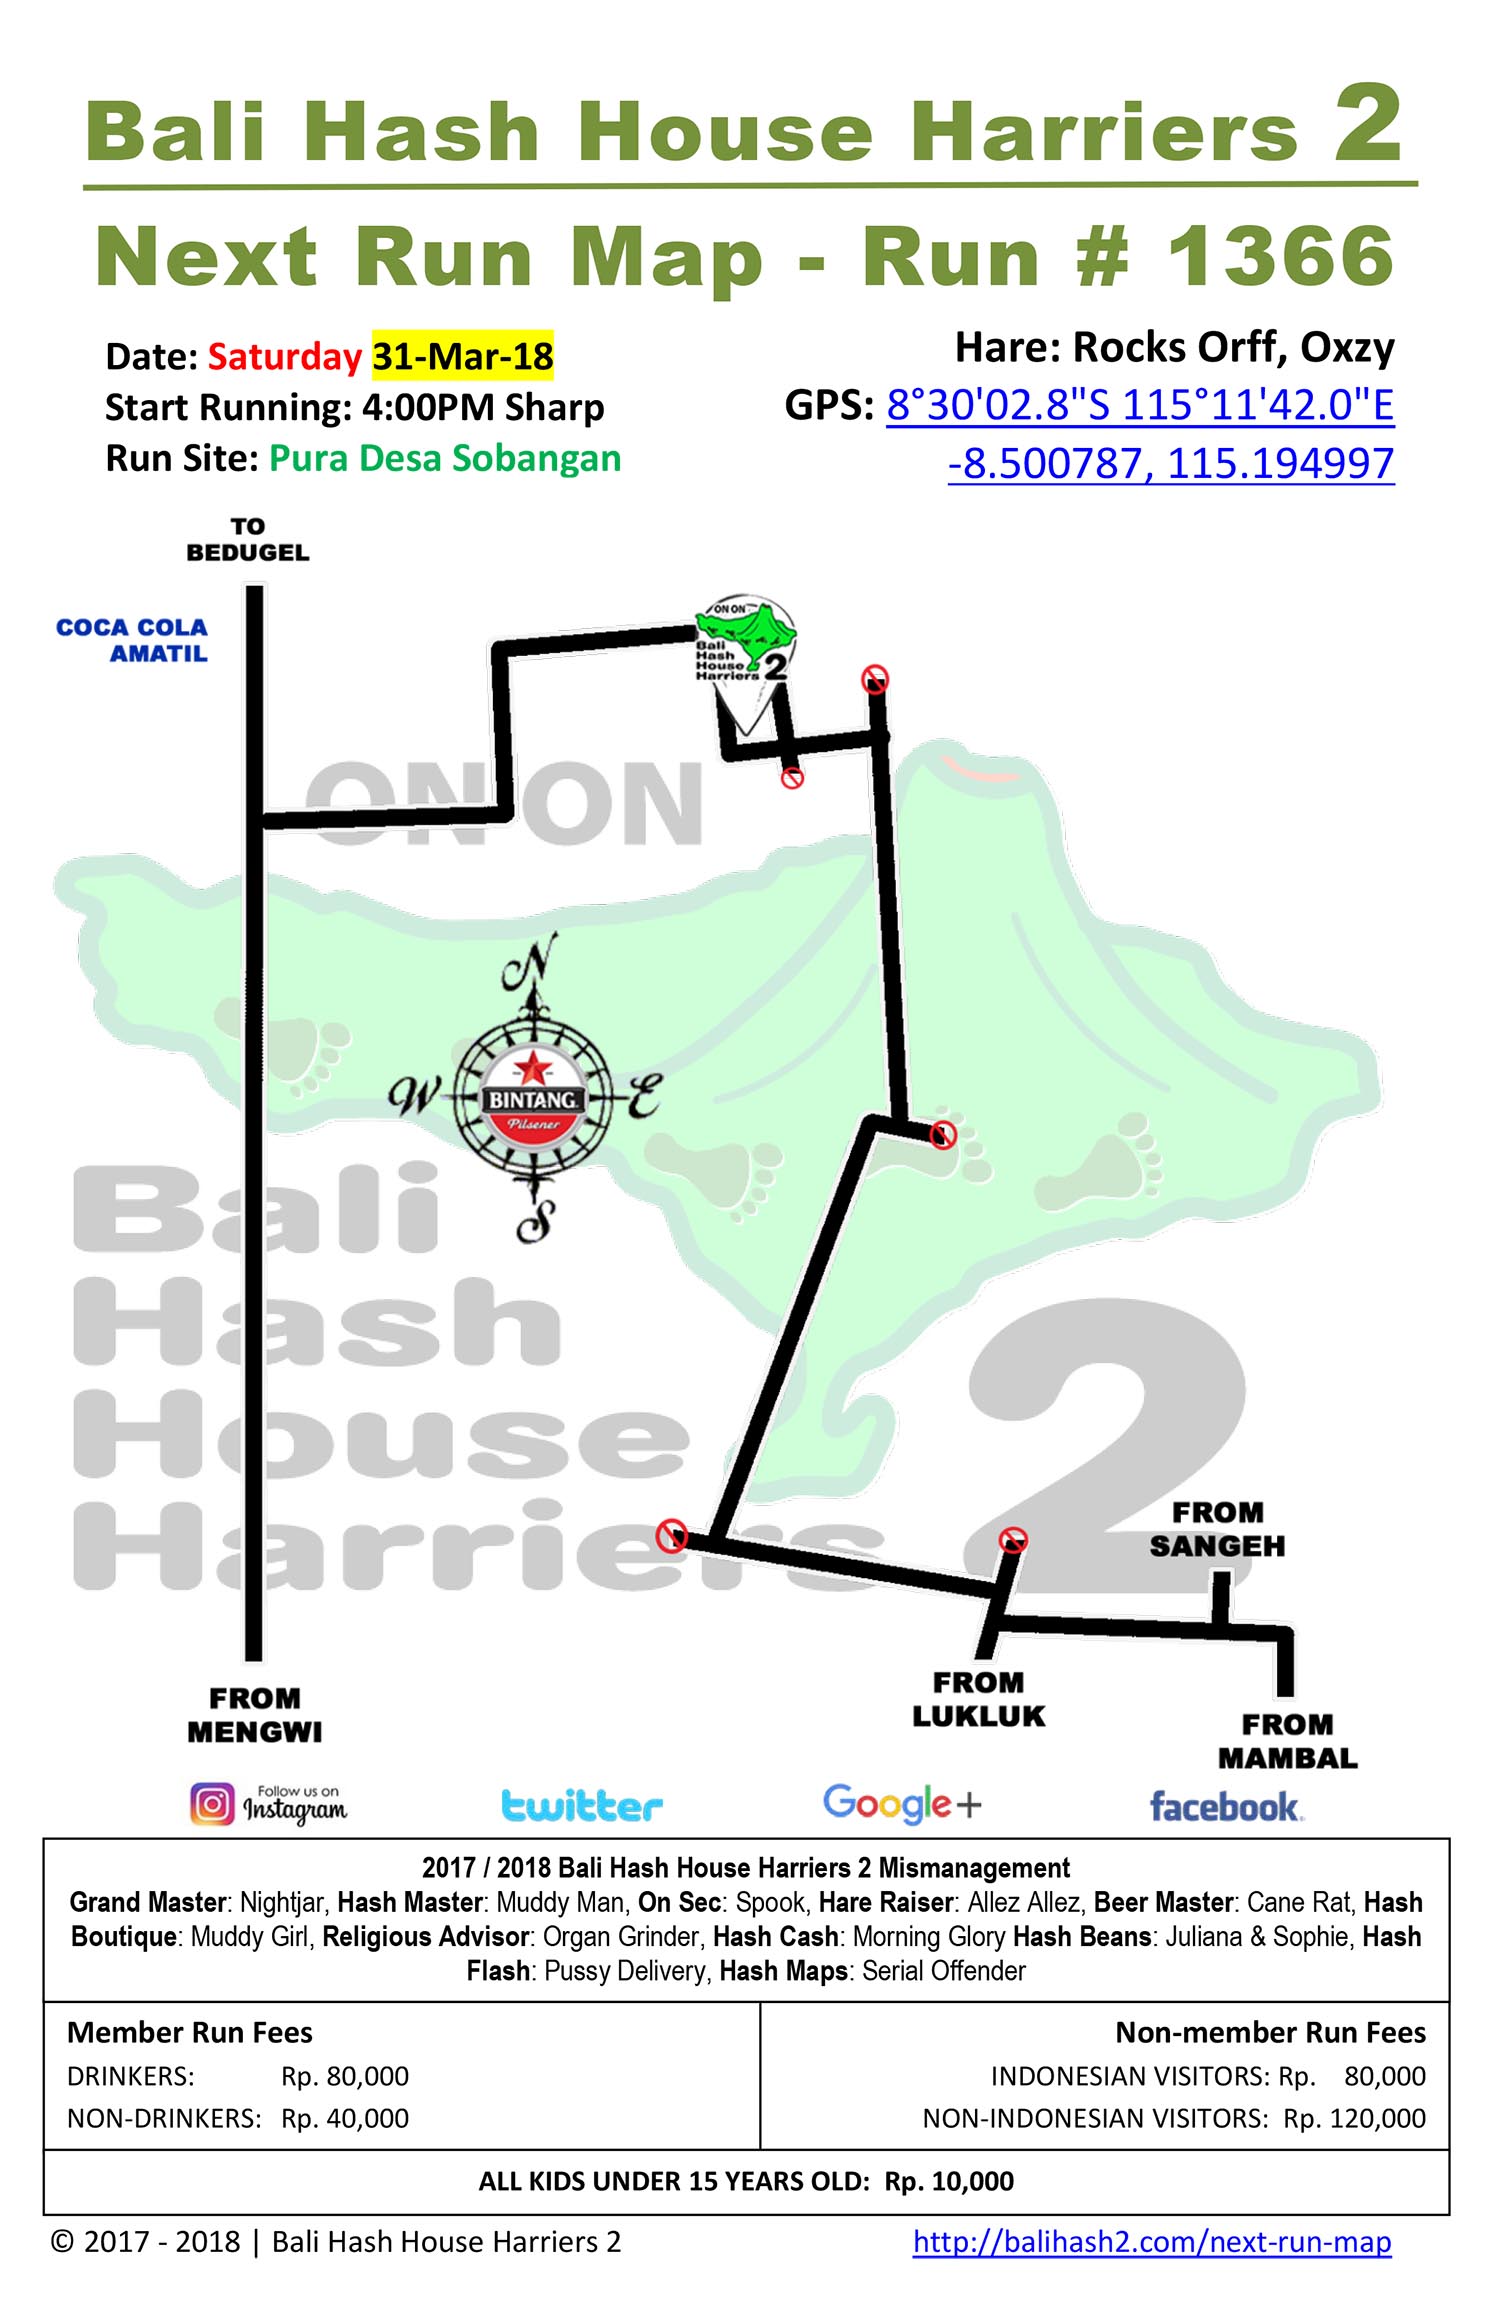 Bali Hash House Harriers 2
Next Run Map - Run # 1366
Date: Saturday 31-Mar-18
Start Running: 4:00PM Sharp
Run Site: Pura Desa Sobangan
Hare: Rocks Orff, Oxzy
GPS: 8°30'02.8"S 115°11'42.0"E
-8.500787, 115.194997
TO
BEDUGEL
COCA COLA
AMATIL
ON ON
Bali
Hash
House
Harriers 2
ON ON
N
W
E
S
BINTANG
Pilsener
Bali
Hash
House
Harriers 2
FROM
SANGEH
FROM
LUKLUK
FROM
MENGWI
FROM
MAMBAL
Follow us on
Instagram
twitter
Google+
facebook
2017 / 2018 Bali Hash House Harriers 2 Mismanagement
Grand Master: Nightjar, Hash Master: Muddy Man, On Sec: Spook, Hare Raiser: Allez Allez, Beer Master: Cane Rat, Hash
Boutique: Muddy Girl, Religious Advisor: Organ Grinder, Hash Cash: Morning Glory Hash Beans: Juliana & Sophie, Hash
Flash: Pussy Delivery, Hash Maps: Serial Offender
Member Run Fees
DRINKERS: Rp. 80,000
NON-DRINKERS: Rp. 40,000
Non-member Run Fees
INDONESIAN VISITORS: Rp. 80,000
NON-INDONESIAN VISITORS: Rp. 120,000
ALL KIDS UNDER 15 YEARS OLD: Rp. 10,000
© 2017 - 2018 | Bali Hash House Harriers 2
http://balihash2.com/next-run-map